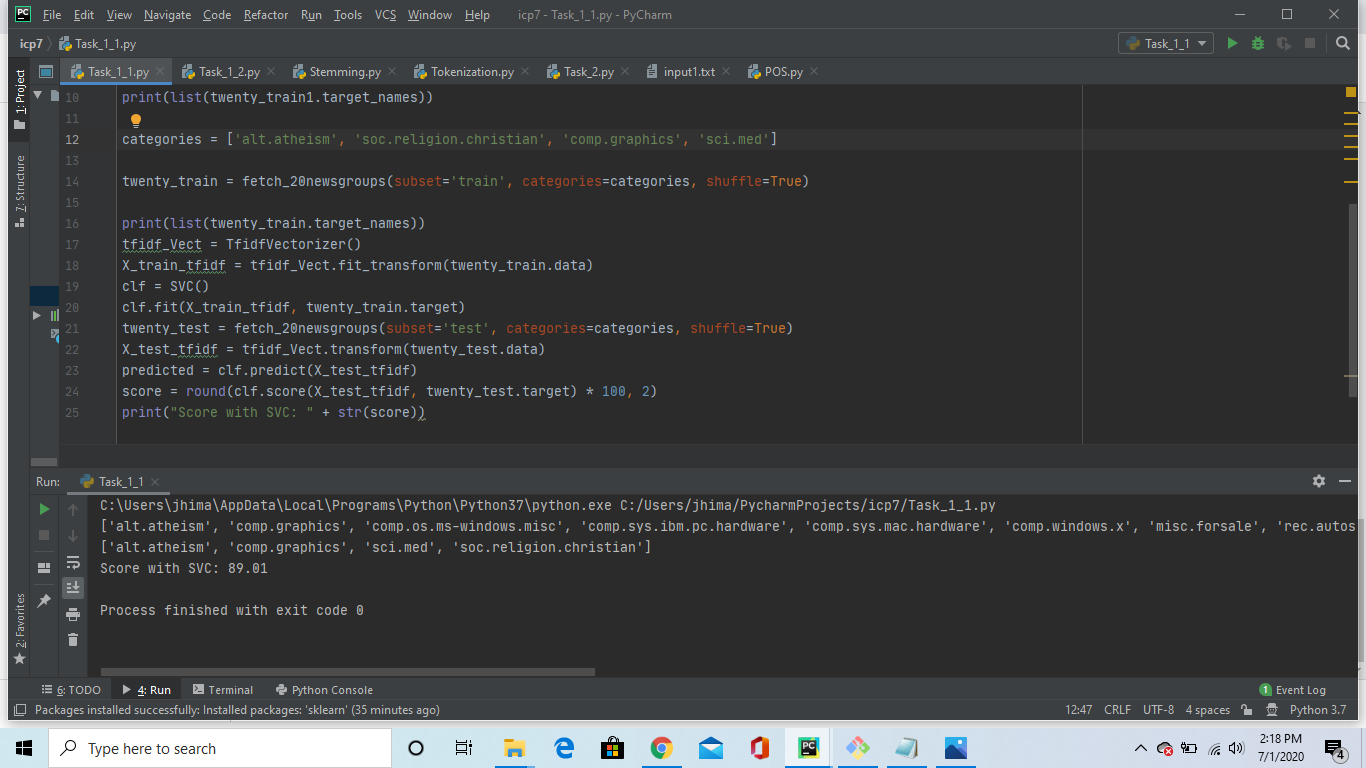 File Edit View Navigate Code Refactor Run Tools VCS Window Help icp7 - Task_1_1.py - PyCharm
icp7 Task_1_1.py Task_1_1
Task_1_1.py Task_1_2.py Stemming.py Tokenization.py Task_2.py input1.txt POS.py
1: Project
7: Structure
2: Favorites
10 print(list(twenty_train1.target_names))
11
12 categories = ['alt.atheism', 'soc.religion.christian', 'comp.graphics', 'sci.med']
13
14 twenty_train = fetch_20newsgroups(subset='train', categories=categories, shuffle=True)
15
16 print(list(twenty_train.target_names))
17 tfidf_Vect = TfidfVectorizer()
18 X_train_tfidf = tfidf_Vect.fit_transform(twenty_train.data)
19 clf = SVC()
20 clf.fit(X_train_tfidf, twenty_train.target)
21 twenty_test = fetch_20newsgroups(subset='test', categories=categories, shuffle=True)
22 X_test_tfidf = tfidf_Vect.transform(twenty_test.data)
23 predicted = clf.predict(X_test_tfidf)
24 score = round(clf.score(X_test_tfidf, twenty_test.target) * 100, 2)
25 print("Score with SVC: " + str(score))
Run: Task_1_1
C:\Users\jhima\AppData\Local\Programs\Python\Python37\python.exe C:/Users/jhima/PycharmProjects/icp7/Task_1_1.py
['alt.atheism', 'comp.graphics', 'comp.os.ms-windows.misc', 'comp.sys.ibm.pc.hardware', 'comp.sys.mac.hardware', 'comp.windows.x', 'misc.forsale', 'rec.autos
['alt.atheism', 'comp.graphics', 'sci.med', 'soc.religion.christian']
Score with SVC: 89.01
Process finished with exit code 0
6: TODO 4: Run Terminal Python Console 1 Event Log
Packages installed successfully: Installed packages: 'sklearn' (35 minutes ago) 12:47 CRLF UTF-8 4 spaces Python 3.7
Type here to search
2:18 PM
7/1/2020
4